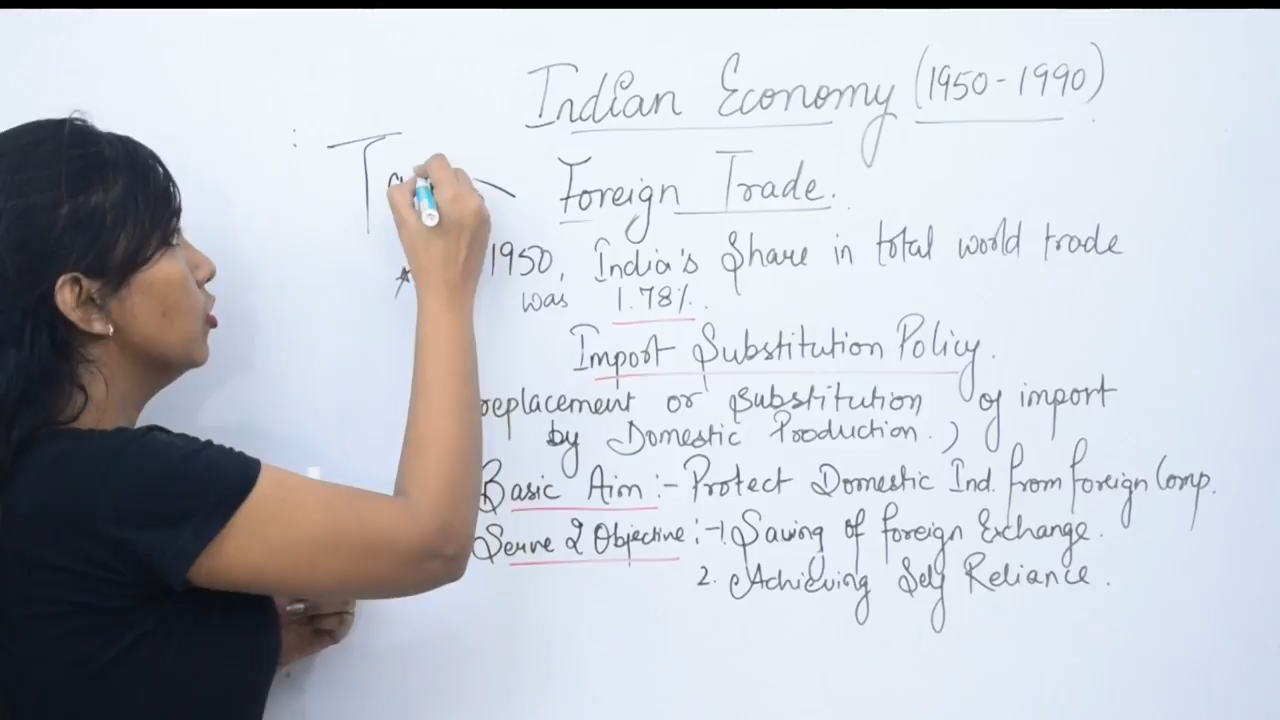 Indian Economy (1950-1990)
Foreign Trade.
1950, India's Share in total world trade
was 1.78%.
Import Substitution Policy.
replacement or substitution of import
by Domestic Production.)
Basic Aim :- Protect Domestic Ind. from foreign Comp.
Serve 2 Objective :- 1. Saving of foreign Exchange.
2. Achieving Self Reliance.